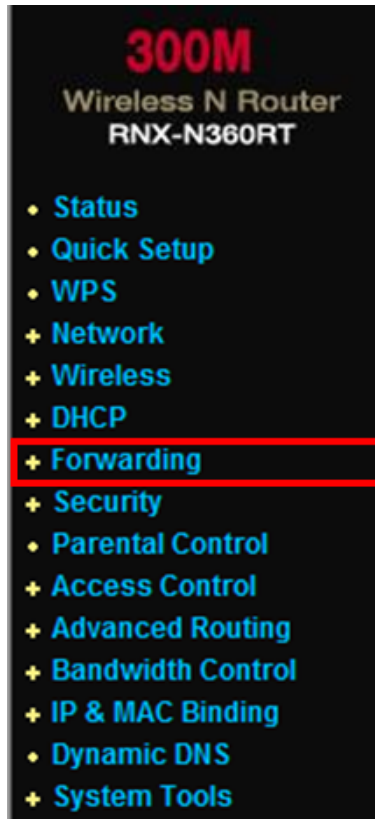 300M
Wireless N Router
RNX-N360RT
Status
Quick Setup
WPS
Network
Wireless
DHCP
Forwarding
Security
Parental Control
Access Control
Advanced Routing
Bandwidth Control
IP & MAC Binding
Dynamic DNS
System Tools